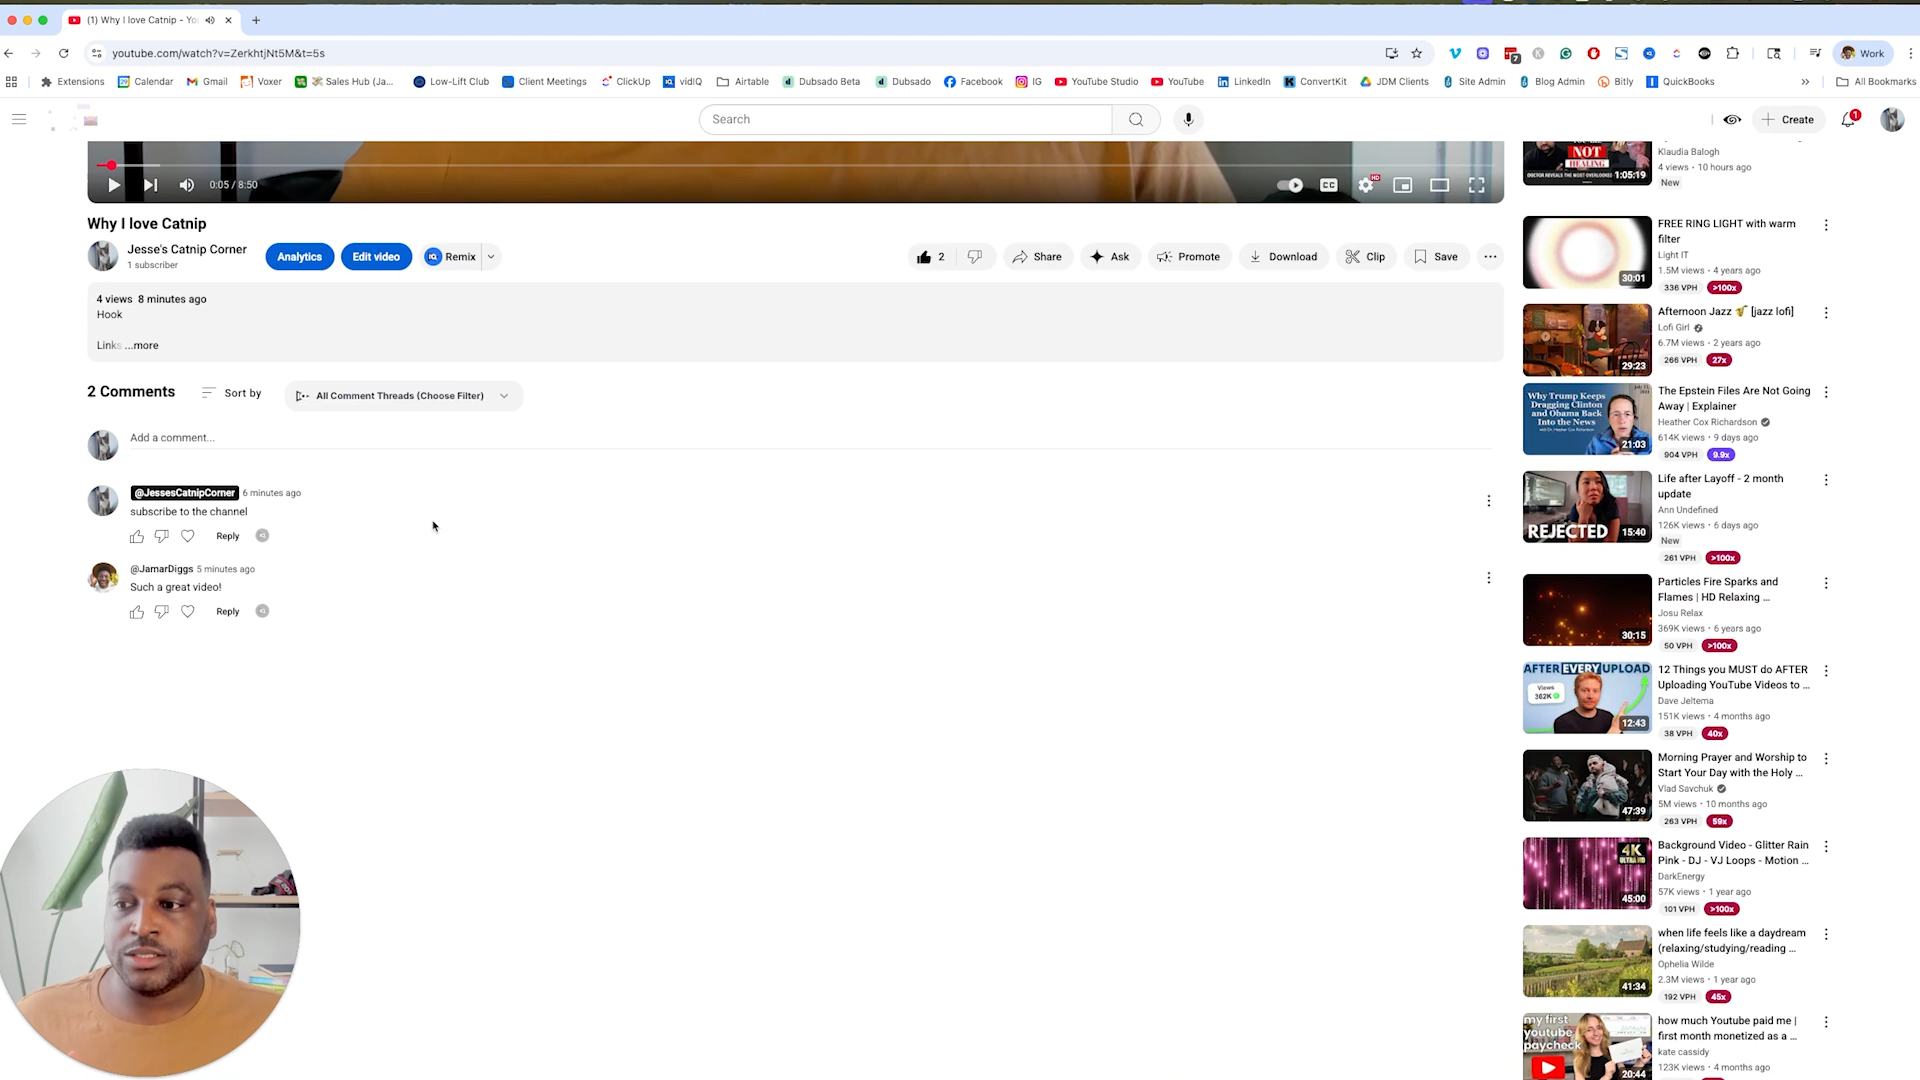 (1) Why I love Catnip - Yo
youtube.com/watch?v=ZerkhtjNt5M&t=5s
7
Work
Extensions
Calendar
Gmail
Voxer
Sales Hub (Ja...
Low-Lift Club
Client Meetings
ClickUp
vidIQ
Airtable
Dubsado Beta
Dubsado
Facebook
IG
YouTube Studio
YouTube
LinkedIn
ConvertKit
JDM Clients
Site Admin
Blog Admin
Bitly
QuickBooks
All Bookmarks
Search
Create
1
0:05 / 8:50
CC
HD
Why I love Catnip
Jesse's Catnip Corner
1 subscriber
Analytics
Edit video
Remix
2
Share
Ask
Promote
Download
Clip
Save
4 views 8 minutes ago
Hook
Links ...more
2 Comments
Sort by
All Comment Threads (Choose Filter)
Add a comment...
@JessesCatnipCorner 6 minutes ago
subscribe to the channel
Reply
@JamarDiggs 5 minutes ago
Such a great video!
Reply
NOT
HEALING
DOCTOR REVEALS THE MOST OVERLOOKED
1:05:19
Klaudia Balogh
4 views • 10 hours ago
New
30:01
FREE RING LIGHT with warm
filter
Light IT
1.5M views • 4 years ago
336 VPH >100x
29:23
Afternoon Jazz 🎷 [jazz lofi]
Lofi Girl
6.7M views • 2 years ago
266 VPH 27x
Why Trump Keeps
Dragging Clinton
and Obama Back
Into the News
21:03
The Epstein Files Are Not Going
Away | Explainer
Heather Cox Richardson
614K views • 9 days ago
904 VPH 9.9x
REJECTED
15:40
Life after Layoff - 2 month
update
Ann Undefined
126K views • 6 days ago
New
261 VPH >100x
30:15
Particles Fire Sparks and
Flames | HD Relaxing ...
Josu Relax
369K views • 6 years ago
50 VPH >100x
AFTER EVERY UPLOAD
Views
362K
12:43
12 Things you MUST do AFTER
Uploading YouTube Videos to ...
Dave Jeltema
151K views • 4 months ago
38 VPH 40x
47:39
Morning Prayer and Worship to
Start Your Day with the Holy ...
Vlad Savchuk
5M views • 10 months ago
263 VPH 59x
4K
ULTRA HD
45:00
Background Video - Glitter Rain
Pink - DJ - VJ Loops - Motion ...
DarkEnergy
57K views • 1 year ago
101 VPH >100x
41:34
when life feels like a daydream
(relaxing/studying/reading ...
Ophelia Wilde
2.3M views • 1 year ago
192 VPH 45x
my first
youtube
paycheck
20:44
how much Youtube paid me |
first month monetized as a ...
kate cassidy
123K views • 4 months ago